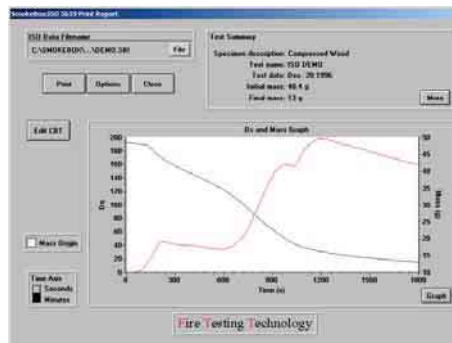 SmokeBox ISO 5659 Print Report
ISO Data Filename
C:\SMOKEBOX\...\DEMO.S01
File
Print
Options
Close
Test Summary
Specimen description: Compressed Wood
Test name: ISO DEMO
Test date: Dec. 20 1996
Initial mass: 48.4 g
Final mass: 13 g
More
Edit CRT
Ds and Mass Graph
200
180
160
140
120
100
80
60
40
20
0
Ds
50
45
40
35
30
25
20
15
10
Mass (g)
0 300 600 900 1200 1500 1800
Time (s)
Mass Origin
Time Axis
Seconds
Minutes
Graph
Fire Testing Technology